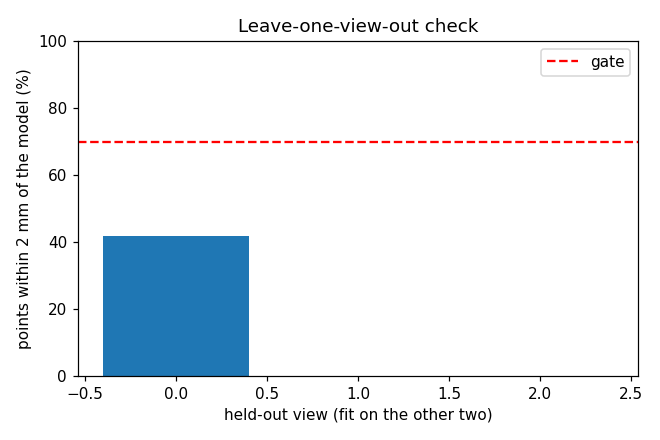 Leave-one-view-out check
gate
points within 2 mm of the model (%)
100
80
60
40
20
0
−0.5 0.0 0.5 1.0 1.5 2.0 2.5
held-out view (fit on the other two)